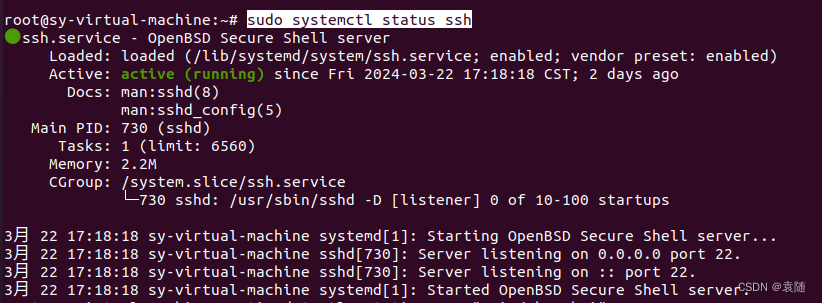 root@sy-virtual-machine:~# sudo systemctl status ssh
ssh.service - OpenBSD Secure Shell server
Loaded: loaded (/lib/systemd/system/ssh.service; enabled; vendor preset: enabled)
Active: active (running) since Fri 2024-03-22 17:18:18 CST; 2 days ago
Docs: man:sshd(8)
man:sshd_config(5)
Main PID: 730 (sshd)
Tasks: 1 (limit: 6560)
Memory: 2.2M
CGroup: /system.slice/ssh.service
└─730 sshd: /usr/sbin/sshd -D [listener] 0 of 10-100 startups
3月 22 17:18:18 sy-virtual-machine systemd[1]: Starting OpenBSD Secure Shell server...
3月 22 17:18:18 sy-virtual-machine sshd[730]: Server listening on 0.0.0.0 port 22.
3月 22 17:18:18 sy-virtual-machine sshd[730]: Server listening on :: port 22.
3月 22 17:18:18 sy-virtual-machine systemd[1]: Started OpenBSD Secure Shell server.
CSDN @袁随